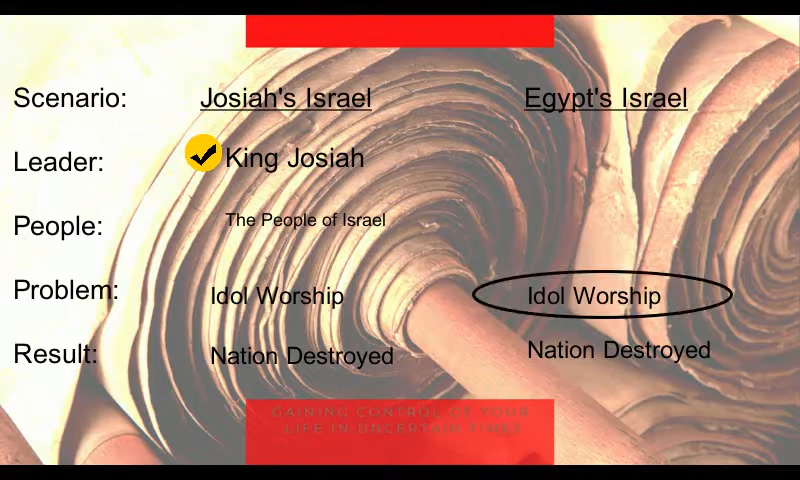 Scenario: Josiah's Israel Egypt's Israel
Leader: King Josiah
People: The People of Israel
Problem: Idol Worship Idol Worship
Result: Nation Destroyed Nation Destroyed
GAINING CONTROL OF YOUR
LIFE IN UNCERTAIN TIMES